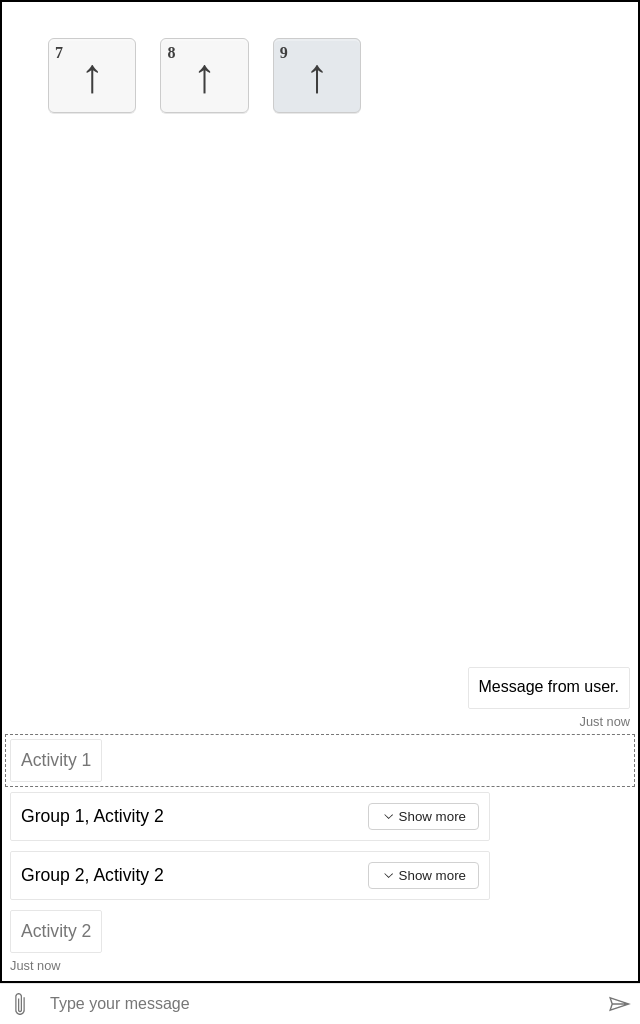 7 ↑ 8 ↑ 9 ↑
Message from user.
Just now
Activity 1
Group 1, Activity 2 Show more
Group 2, Activity 2 Show more
Activity 2
Just now
Type your message